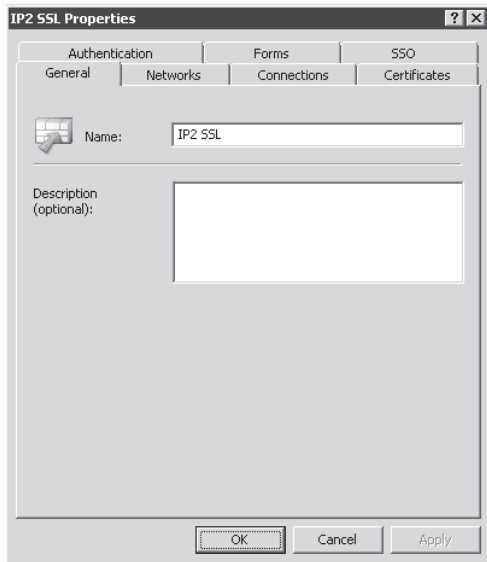 IP2 SSL Properties
? X
Authentication Forms SSO
General Networks Connections Certificates
Name: IP2 SSL
Description
(optional):
OK Cancel Apply